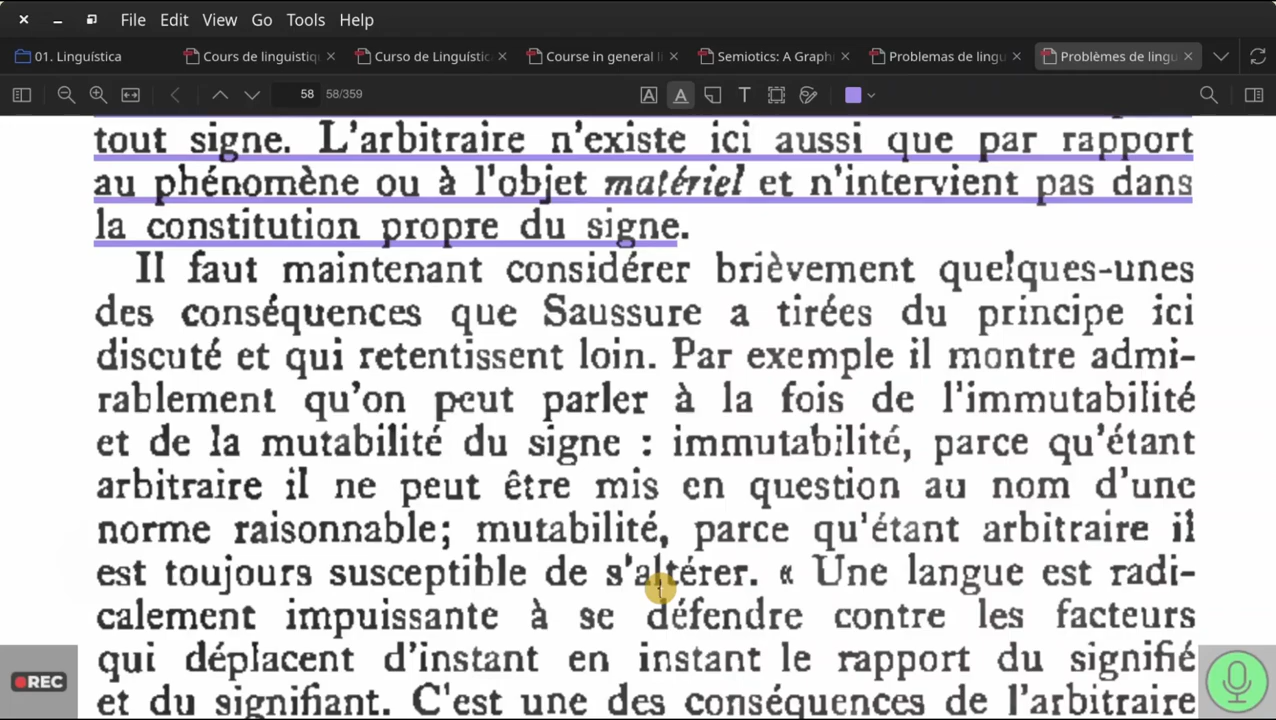 File Edit View Go Tools Help
01. Linguística Cours de linguistiq Curso de Linguístic Course in general li Semiotics: A Graph Problemas de lingu Problèmes de lingu
58 58/359
tout signe. L'arbitraire n'existe ici aussi que par rapport
au phénomène ou à l'objet matériel et n'intervient pas dans
la constitution propre du signe.
Il faut maintenant considérer brièvement quelques-unes
des conséquences que Saussure a tirées du principe ici
discuté et qui retentissent loin. Par exemple il montre admi-
rablement qu'on peut parler à la fois de l'immutabilité
et de la mutabilité du signe : immutabilité, parce qu'étant
arbitraire il ne peut être mis en question au nom d'une
norme raisonnable; mutabilité, parce qu'étant arbitraire il
est toujours susceptible de s'altérer. « Une langue est radi-
calement impuissante à se défendre contre les facteurs
qui déplacent d'instant en instant le rapport du signifié
et du signifiant. C'est une des conséquences de l'arbitraire
REC